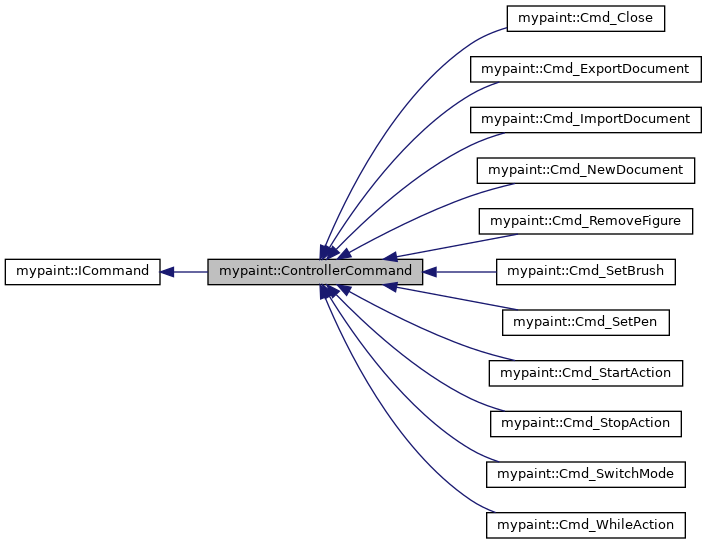 mypaint::Cmd_Close
mypaint::Cmd_ExportDocument
mypaint::Cmd_ImportDocument
mypaint::Cmd_NewDocument
mypaint::Cmd_RemoveFigure
mypaint::ICommand
mypaint::ControllerCommand
mypaint::Cmd_SetBrush
mypaint::Cmd_SetPen
mypaint::Cmd_StartAction
mypaint::Cmd_StopAction
mypaint::Cmd_SwitchMode
mypaint::Cmd_WhileAction